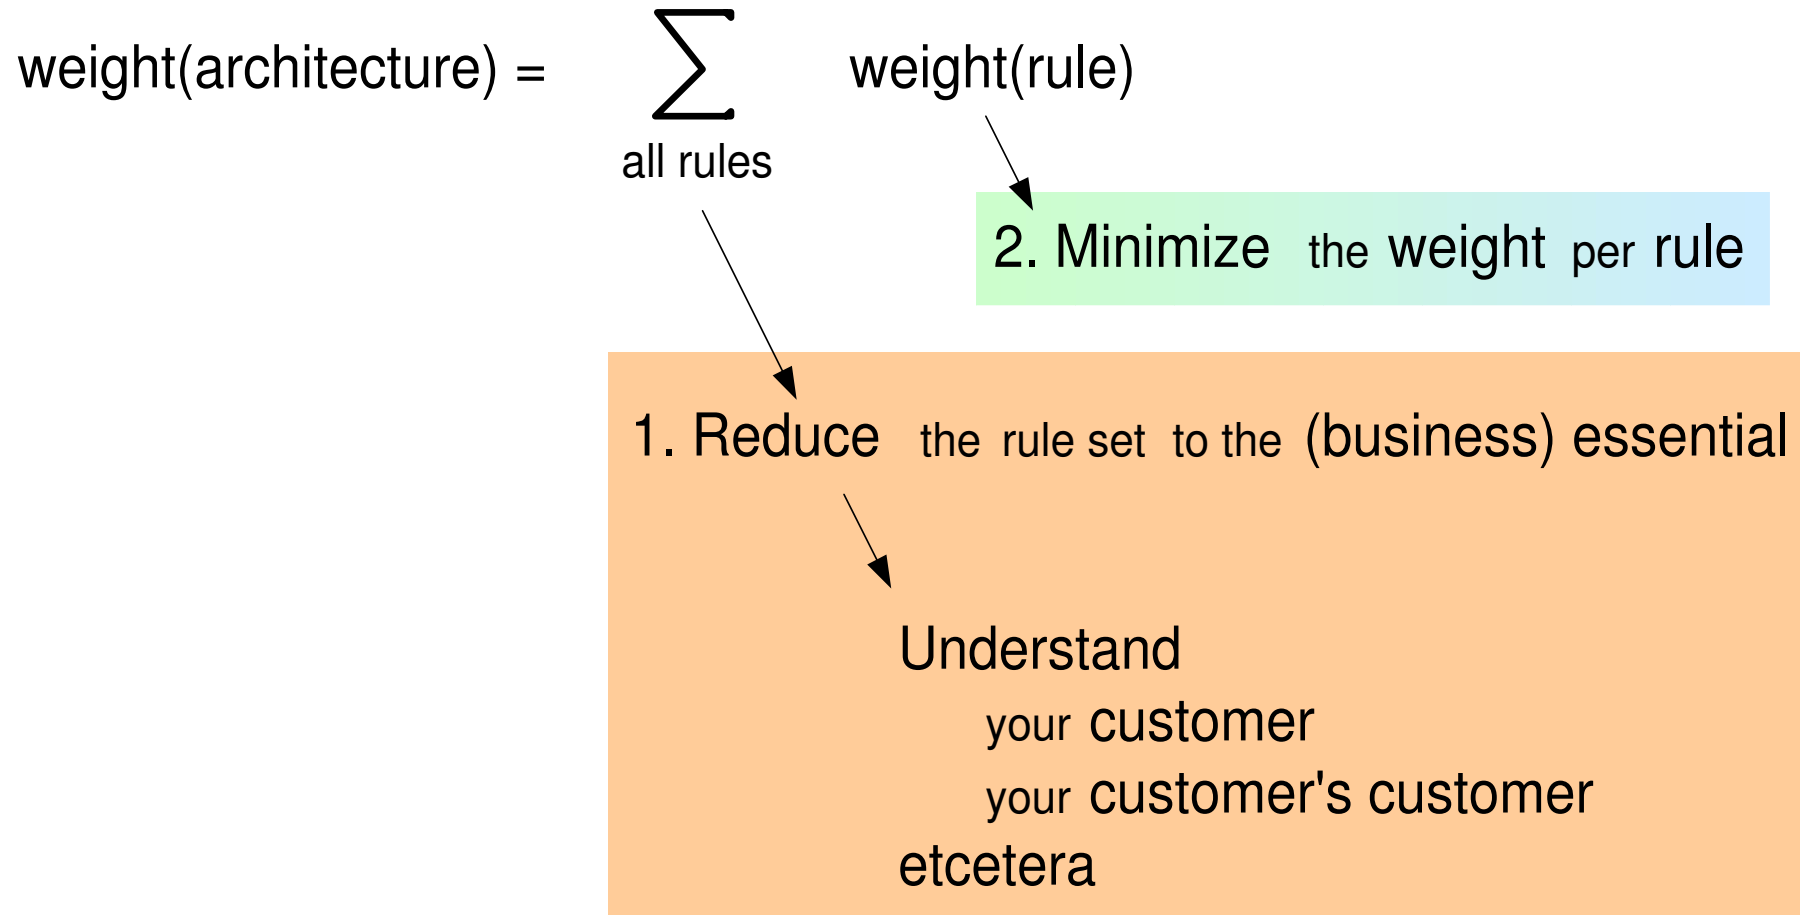 weight(architecture) = ∑ weight(rule)
all rules
2. Minimize the weight per rule
1. Reduce the rule set to the (business) essential
Understand
your customer
your customer's customer
etcetera